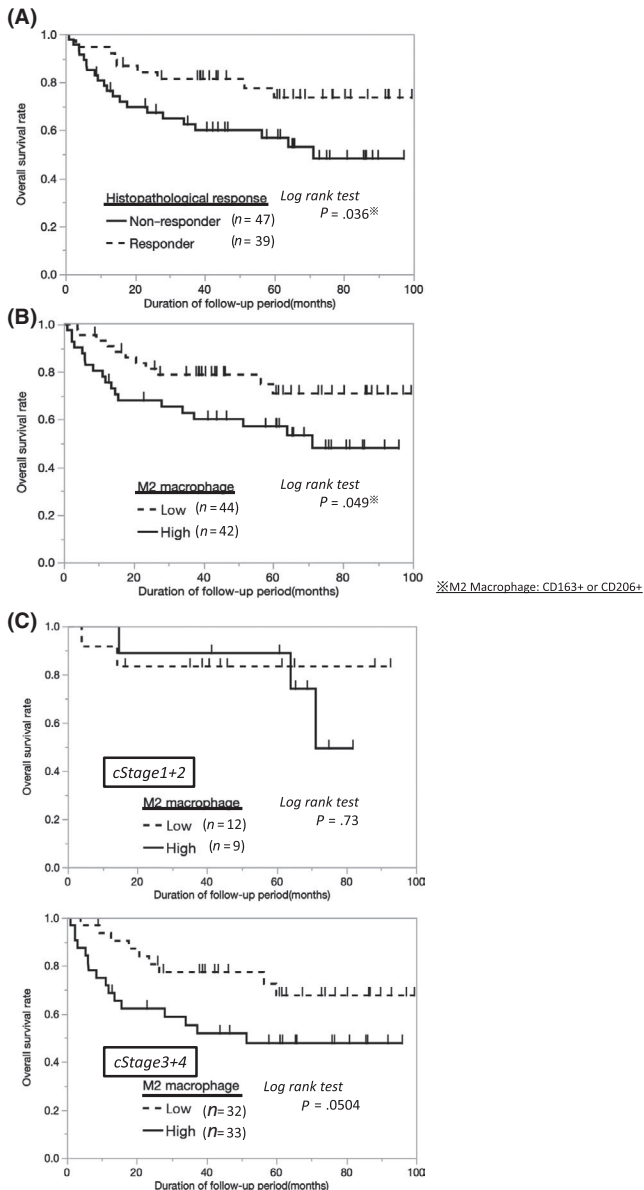 (A)
1.0
0.8
0.6
0.4
0.2
0.0
Overall survival rate
Histopathological response
Non-responder (n = 47)
Responder (n = 39)
Log rank test
P = .036※
0 20 40 60 80 100
Duration of follow-up period(months)
(B)
1.0
0.8
0.6
0.4
0.2
0.0
Overall survival rate
M2 macrophage
Low (n = 44)
High (n = 42)
Log rank test
P = .049※
0 20 40 60 80 100
Duration of follow-up period(months)
※M2 Macrophage: CD163+ or CD206+
(C)
1.0
0.8
0.6
0.4
0.2
0.0
Overall survival rate
cStage1+2
M2 macrophage
Low (n = 12)
High (n = 9)
Log rank test
P = .73
0 20 40 60 80 100
Duration of follow-up period(months)
1.0
0.8
0.6
0.4
0.2
0.0
Overall survival rate
cStage3+4
M2 macrophage
Low (n = 32)
High (n = 33)
Log rank test
P = .0504
0 20 40 60 80 100
Duration of follow-up period(months)